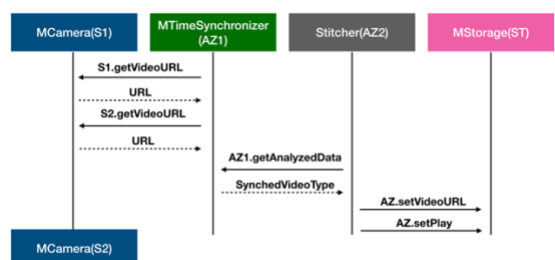 MCamera(S1)
MTimeSynchronizer
(AZ1)
Stitcher(AZ2)
MStorage(ST)
S1.getVideoURL
URL
S2.getVideoURL
URL
AZ1.getAnalyzedData
SynchedVideoType
AZ.setVideoURL
AZ.setPlay
MCamera(S2)